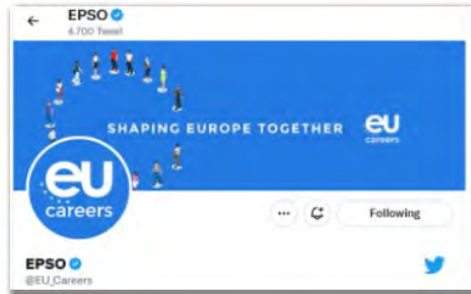 EPSO
4.700 Tweet
SHAPING EUROPE TOGETHER
eu
careers
eu
careers
Following
EPSO
@EU_Careers